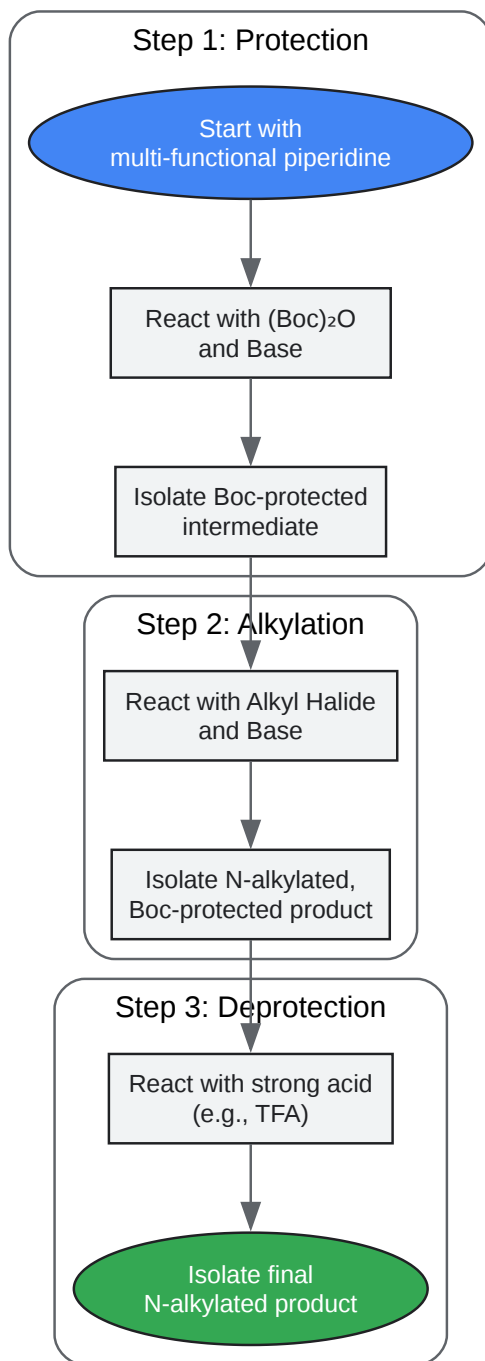 Step 1: Protection
Start with
multi-functional piperidine
React with (Boc)₂O
and Base
Isolate Boc-protected
intermediate
Step 2: Alkylation
React with Alkyl Halide
and Base
Isolate N-alkylated,
Boc-protected product
Step 3: Deprotection
React with strong acid
(e.g., TFA)
Isolate final
N-alkylated product